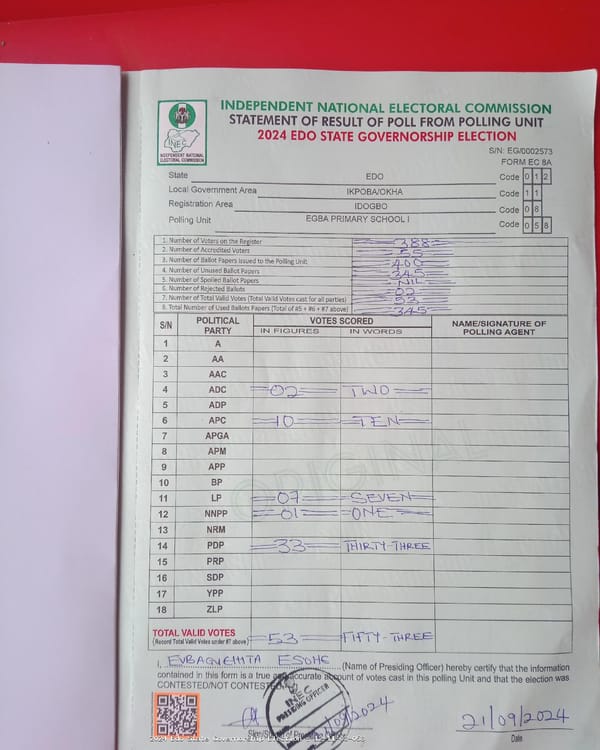 INEC
INDEPENDENT NATIONAL
ELECTORAL COMMISSION
INDEPENDENT NATIONAL ELECTORAL COMMISSION
STATEMENT OF RESULT OF POLL FROM POLLING UNIT
2024 EDO STATE GOVERNORSHIP ELECTION
S/N: EG/0002573
FORM EC 8A
State EDO Code 0 1 2
Local Government Area IKPOBA/OKHA Code 1 1
Registration Area IDOGBO Code 0 8
Polling Unit EGBA PRIMARY SCHOOL I Code 0 5 8
1. Number of Voters on the Register 388
2. Number of Accredited Voters 55
3. Number of Ballot Papers Issued to the Polling Unit 400
4. Number of Unused Ballot Papers 345
5. Number of Spoiled Ballot Papers NIL
6. Number of Rejected Ballots 02
7. Number of Total Valid Votes (Total Valid Votes cast for all parties) 53
8. Total Number of Used Ballots Papers (Total of #5 + #6 + #7 above) 345
S/N POLITICAL PARTY VOTES SCORED NAME/SIGNATURE OF POLLING AGENT
IN FIGURES IN WORDS
1 A
2 AA
3 AAC
4 ADC 02 TWO
5 ADP
6 APC 10 TEN
7 APGA
8 APM
9 APP
10 BP
11 LP 07 SEVEN
12 NNPP 01 ONE
13 NRM
14 PDP 33 THIRTY-THREE
15 PRP
16 SDP
17 YPP
18 ZLP
ORIGINAL
TOTAL VALID VOTES 53 FIFTY-THREE
(Record Total Valid Votes under #7 above)
I, ESOHE (Name of Presiding Officer) hereby certify that the information
contained in this form is a true and accurate account of votes cast in this polling Unit and that the election was
CONTESTED/NOT CONTESTED
INEC
PRESIDING OFFICER
21/09/2024
Date